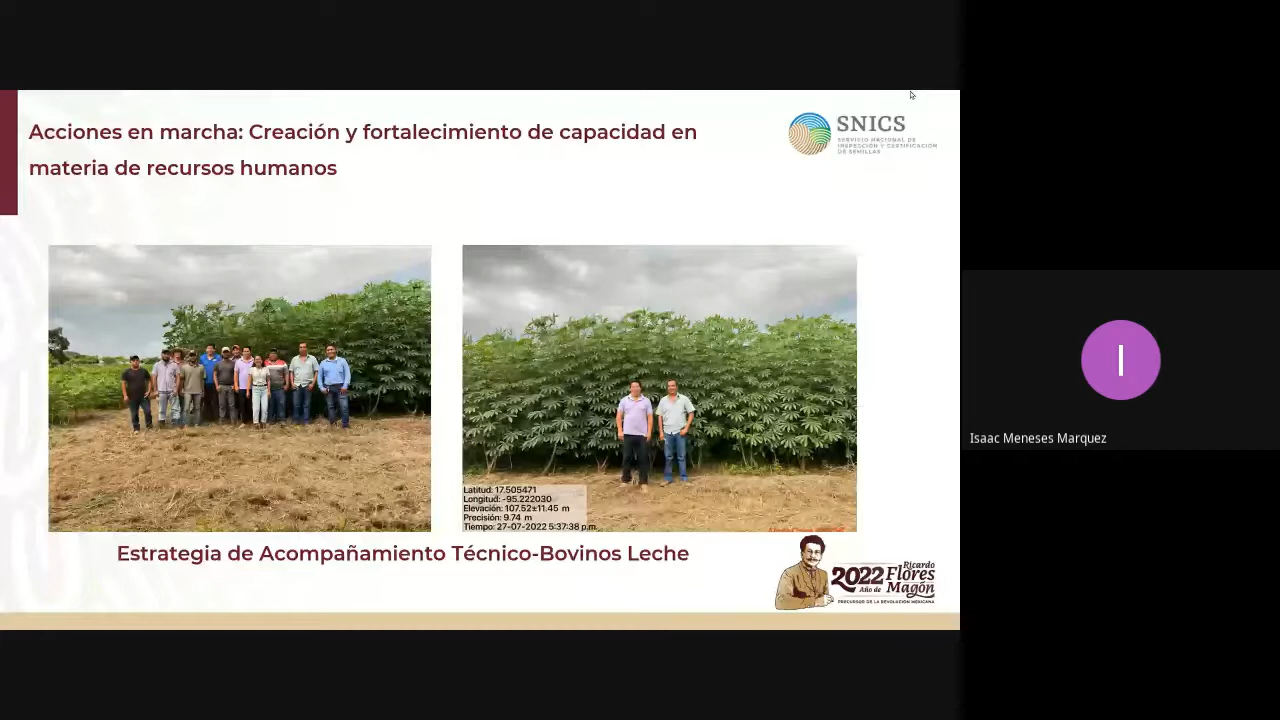 Acciones en marcha: Creación y fortalecimiento de capacidad en
materia de recursos humanos
SNICS
SERVICIO NACIONAL DE
INSPECCIÓN Y CERTIFICACIÓN
DE SEMILLAS
Latitud: 17.505471
Longitud: -95.222030
Elevación: 107.52±11.45 m
Precisión: 9.74 m
Tiempo: 27-07-2022 5:37:38 p.m.
Estrategia de Acompañamiento Técnico-Bovinos Leche
2022
Año de
Ricardo
Flores
Magón
PRECURSOR DE LA REVOLUCIÓN MEXICANA
I
Isaac Meneses Marquez